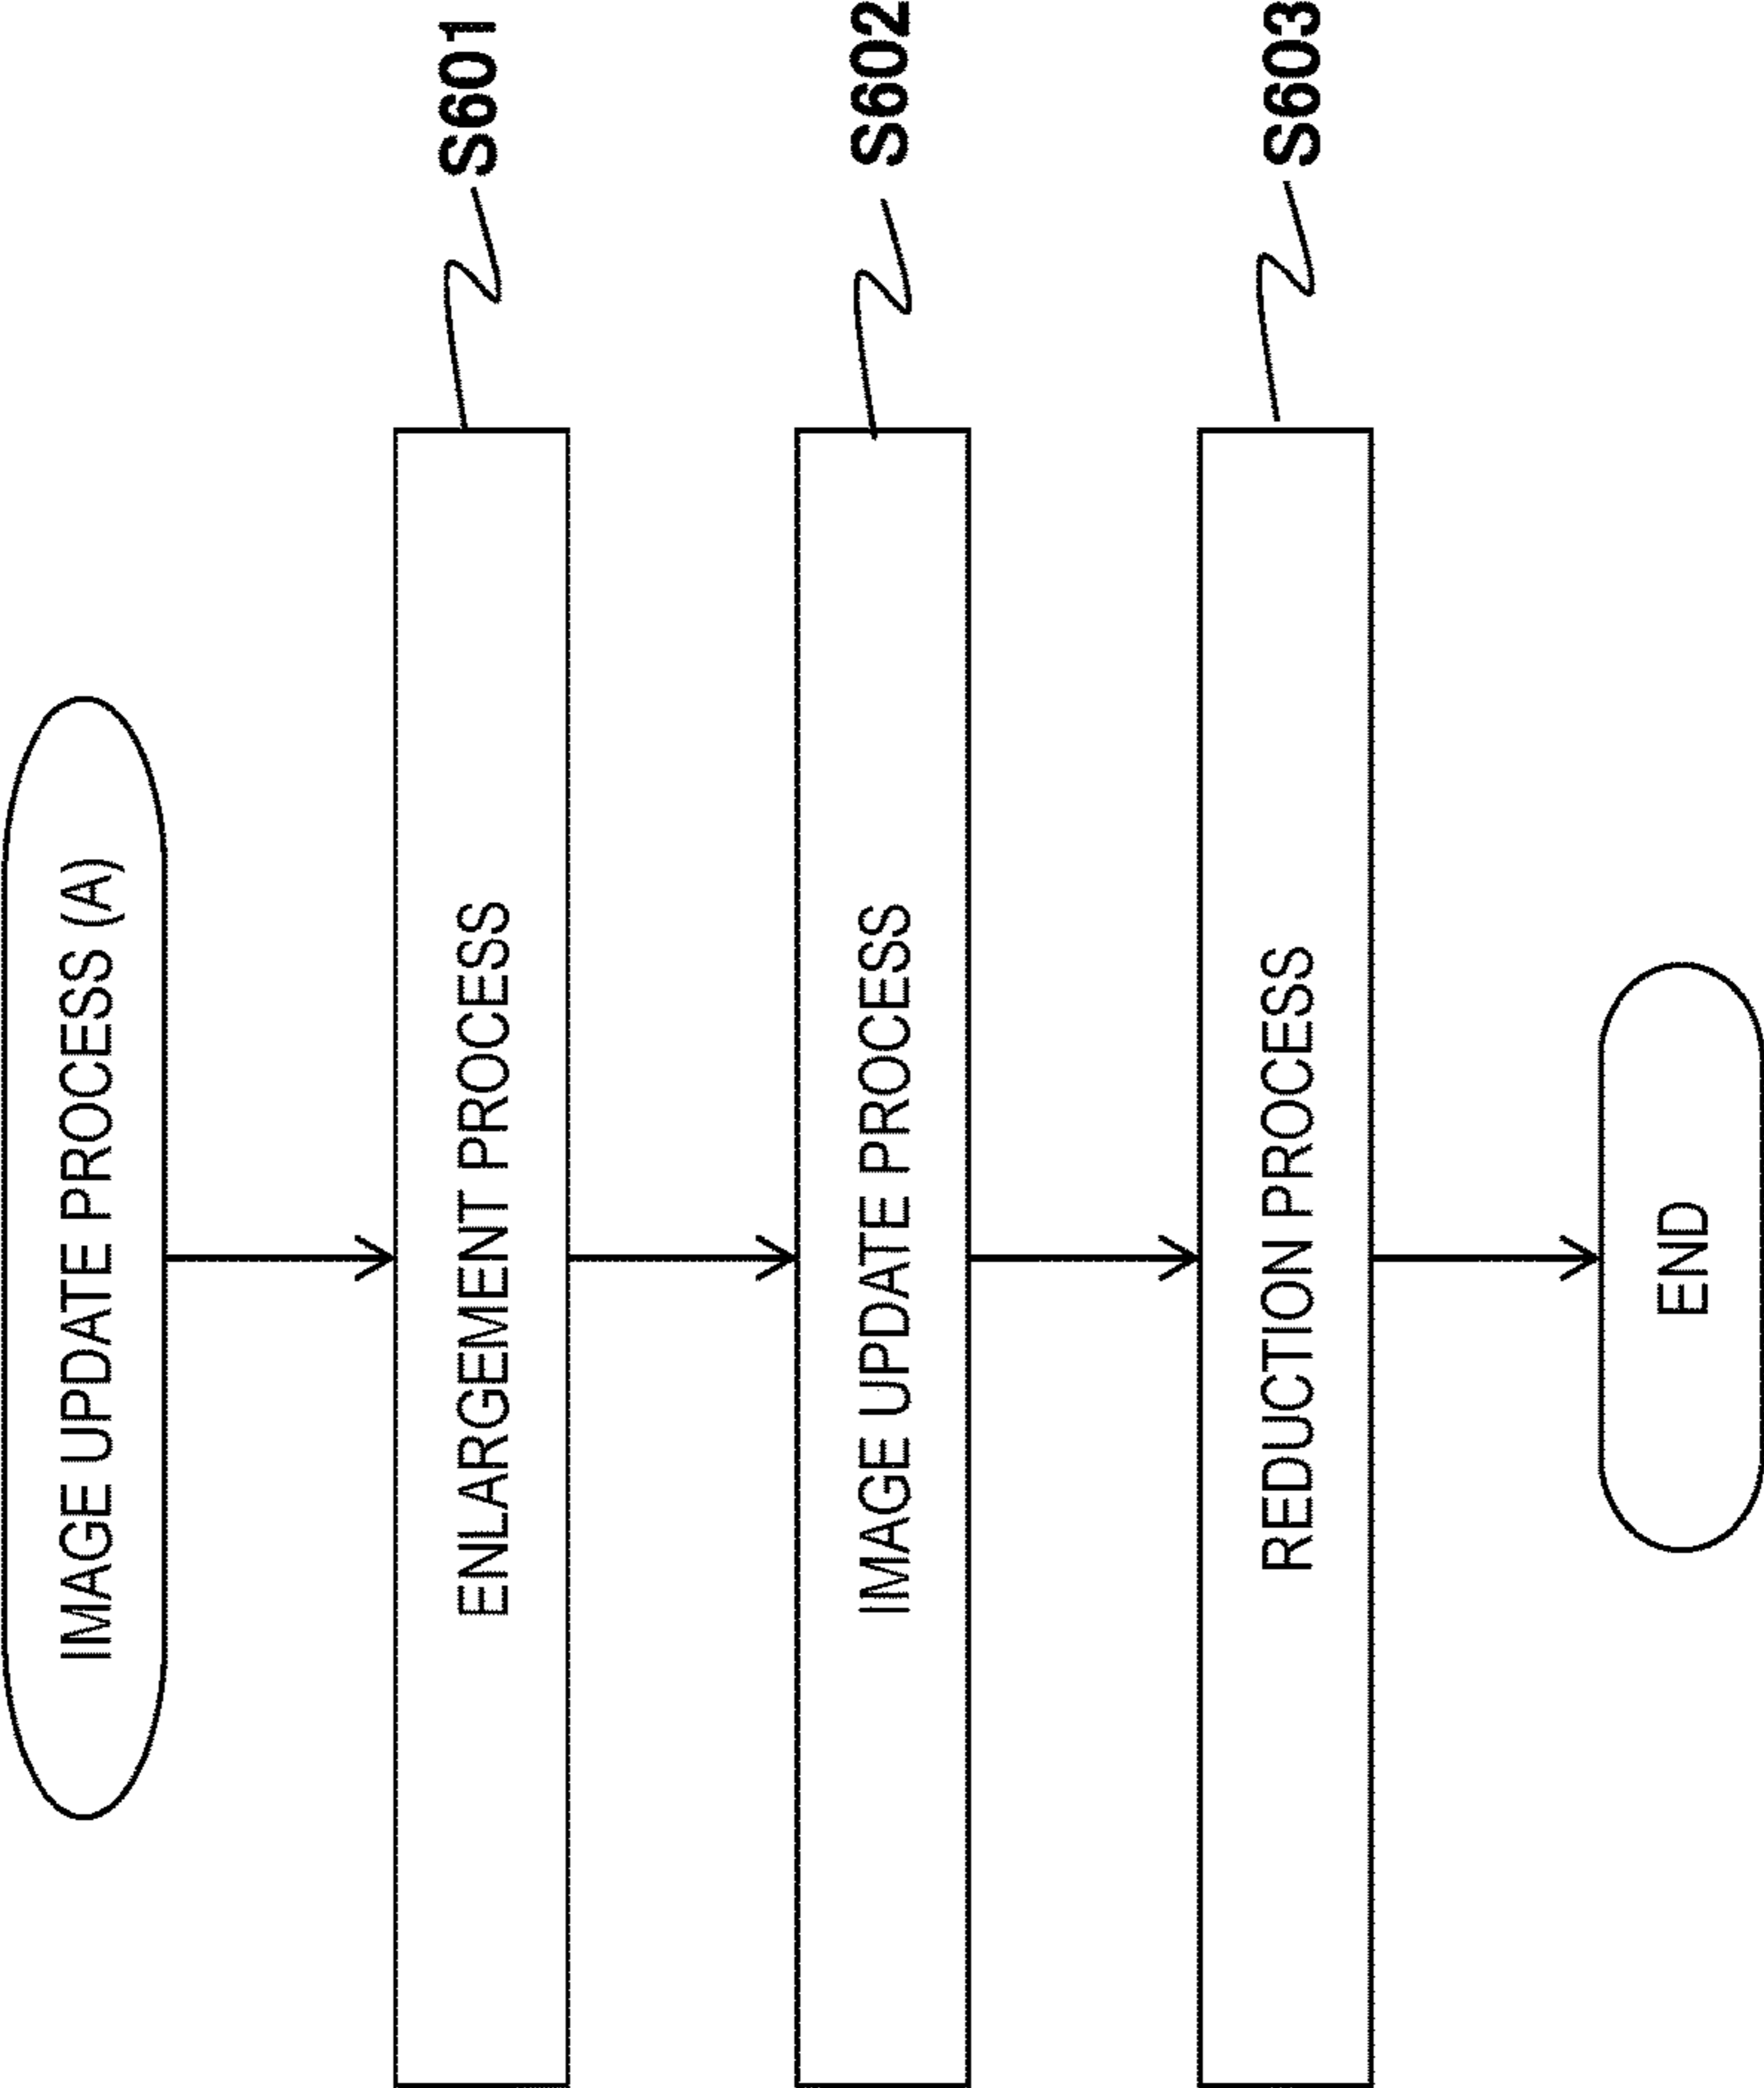 IMAGE UPDATE PROCESS (A)
ENLARGEMENT PROCESS
S601
IMAGE UPDATE PROCESS
S602
REDUCTION PROCESS
S603
END